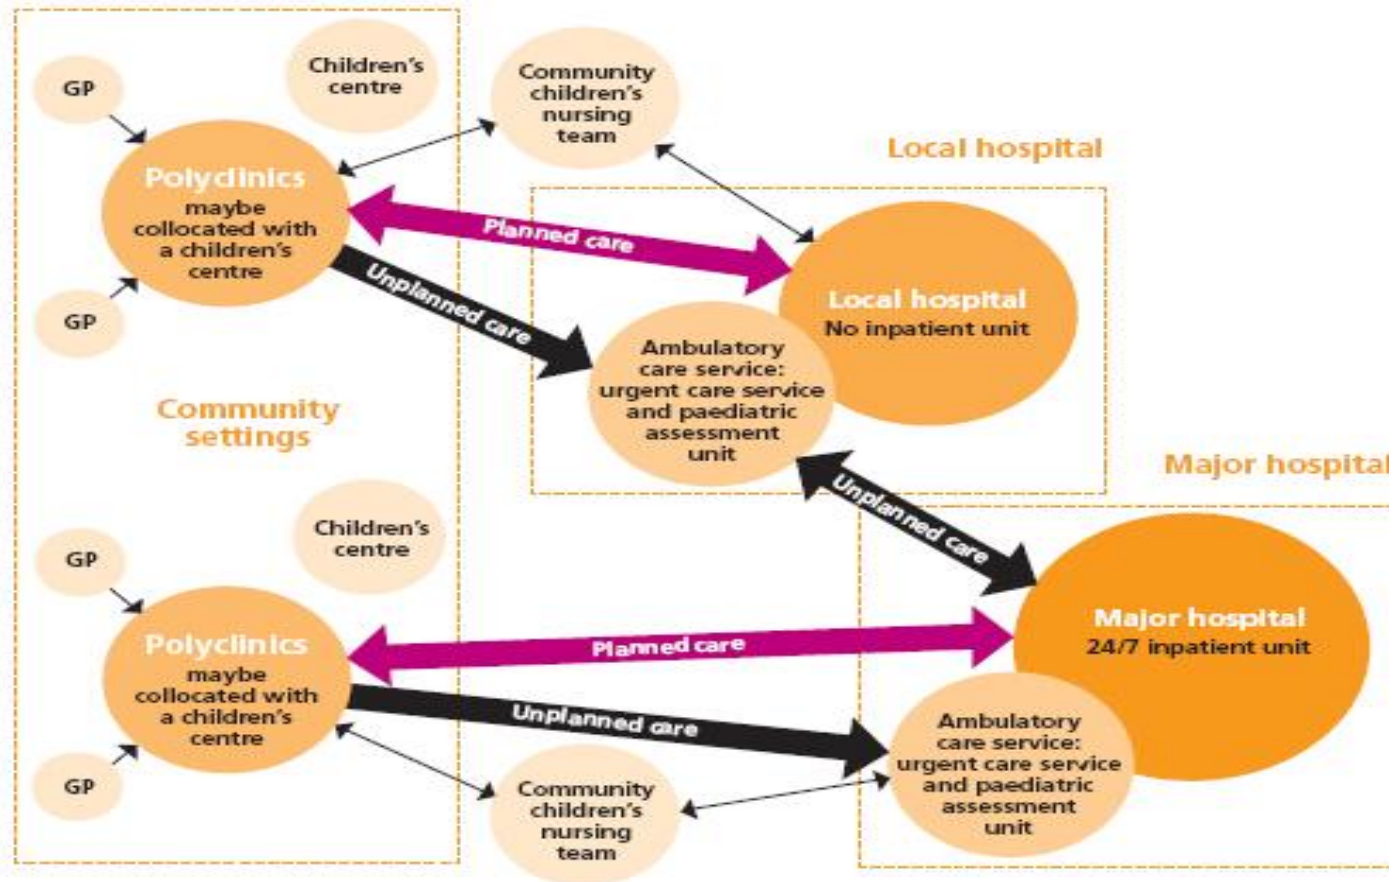 GP
Children's
centre
Community
children's
nursing
team
Local hospital
Polyclinics
maybe
collocated with
a children's
centre
Planned care
Unplanned care
GP
Local hospital
No inpatient unit
Ambulatory
care service:
urgent care service
and paediatric
assessment
unit
Community
settings
Major hospital
Unplanned care
Children's
centre
GP
Polyclinics
maybe
collocated with
a children's
centre
Planned care
Unplanned care
Major hospital
24/7 inpatient unit
Ambulatory
care service:
urgent care service
and paediatric
assessment
unit
GP
Community
children's
nursing
team